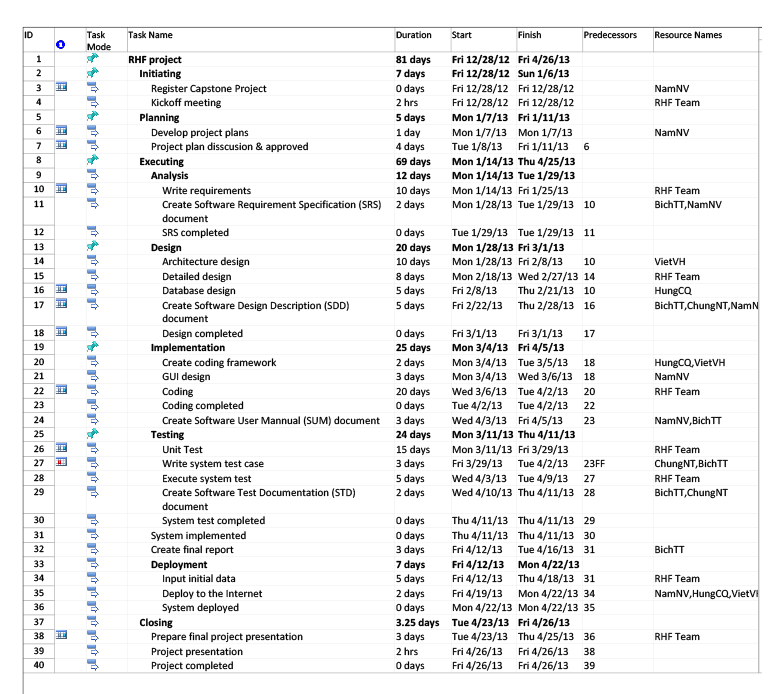 ID Task Mode Task Name Duration Start Finish Predecessors Resource Names
1 RHF project 81 days Fri 12/28/12 Fri 4/26/13
2 Initiating 7 days Fri 12/28/12 Sun 1/6/13
3 Register Capstone Project 0 days Fri 12/28/12 Fri 12/28/12 NamNV
4 Kickoff meeting 2 hrs Fri 12/28/12 Fri 12/28/12 RHF Team
5 Planning 5 days Mon 1/7/13 Fri 1/11/13
6 Develop project plans 1 day Mon 1/7/13 Mon 1/7/13 NamNV
7 Project plan disscusion & approved 4 days Tue 1/8/13 Fri 1/11/13 6
8 Executing 69 days Mon 1/14/13 Thu 4/25/13
9 Analysis 12 days Mon 1/14/13 Tue 1/29/13
10 Write requirements 10 days Mon 1/14/13 Fri 1/25/13 RHF Team
11 Create Software Requirement Specification (SRS) 2 days Mon 1/28/13 Tue 1/29/13 10 BichTT,NamNV
document
12 SRS completed 0 days Tue 1/29/13 Tue 1/29/13 11
13 Design 20 days Mon 1/28/13 Fri 3/1/13
14 Architecture design 10 days Mon 1/28/13 Fri 2/8/13 10 VietVH
15 Detailed design 8 days Mon 2/18/13 Wed 2/27/13 14 RHF Team
16 Database design 5 days Fri 2/8/13 Thu 2/21/13 10 HungCQ
17 Create Software Design Description (SDD) 5 days Fri 2/22/13 Thu 2/28/13 16 BichTT,ChungNT,NamN
document
18 Design completed 0 days Fri 3/1/13 Fri 3/1/13 17
19 Implementation 25 days Mon 3/4/13 Fri 4/5/13
20 Create coding framework 2 days Mon 3/4/13 Tue 3/5/13 18 HungCQ,VietVH
21 GUI design 3 days Mon 3/4/13 Wed 3/6/13 18 NamNV
22 Coding 20 days Wed 3/6/13 Tue 4/2/13 20 RHF Team
23 Coding completed 0 days Tue 4/2/13 Tue 4/2/13 22
24 Create Software User Mannual (SUM) document 3 days Wed 4/3/13 Fri 4/5/13 23 NamNV,BichTT
25 Testing 24 days Mon 3/11/13 Thu 4/11/13
26 Unit Test 15 days Mon 3/11/13 Fri 3/29/13 RHF Team
27 Write system test case 3 days Fri 3/29/13 Tue 4/2/13 23FF ChungNT,BichTT
28 Execute system test 5 days Wed 4/3/13 Tue 4/9/13 27 RHF Team
29 Create Software Test Documentation (STD) 2 days Wed 4/10/13 Thu 4/11/13 28 BichTT,ChungNT
document
30 System test completed 0 days Thu 4/11/13 Thu 4/11/13 29
31 System implemented 0 days Thu 4/11/13 Thu 4/11/13 30
32 Create final report 3 days Fri 4/12/13 Tue 4/16/13 31 BichTT
33 Deployment 7 days Fri 4/12/13 Mon 4/22/13
34 Input initial data 5 days Fri 4/12/13 Thu 4/18/13 31 RHF Team
35 Deploy to the Internet 2 days Fri 4/19/13 Mon 4/22/13 34 NamNV,HungCQ,VietVH
36 System deployed 0 days Mon 4/22/13 Mon 4/22/13 35
37 Closing 3.25 days Tue 4/23/13 Fri 4/26/13
38 Prepare final project presentation 3 days Tue 4/23/13 Thu 4/25/13 36 RHF Team
39 Project presentation 2 hrs Fri 4/26/13 Fri 4/26/13 38
40 Project completed 0 days Fri 4/26/13 Fri 4/26/13 39